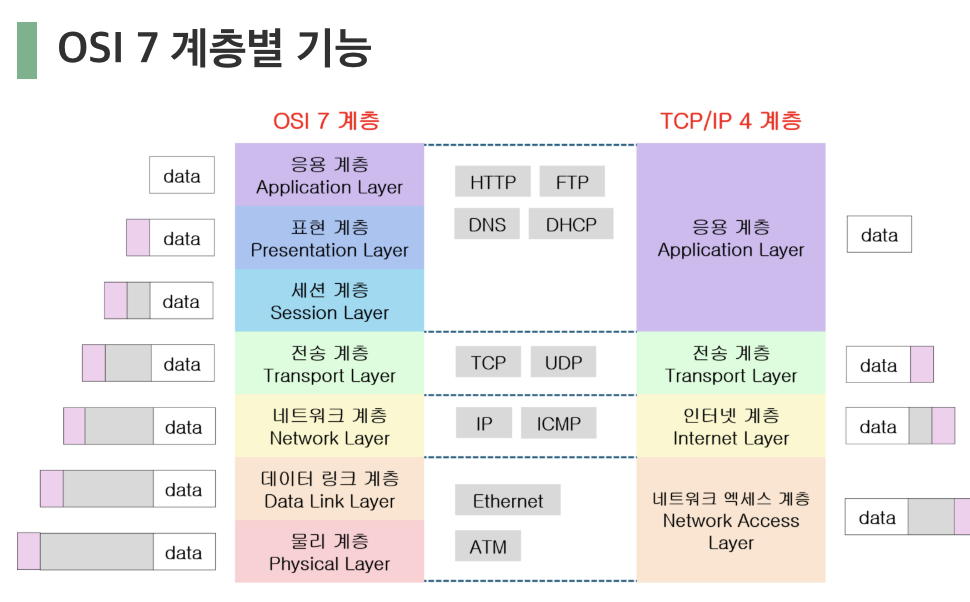 OSI 7 계층별 기능
OSI 7 계층
TCP/IP 4 계층
data
응용 계층
Application Layer
HTTP FTP
data
표현 계층
Presentation Layer
DNS DHCP
응용 계층
Application Layer
data
data
세션 계층
Session Layer
data
전송 계층
Transport Layer
TCP UDP
전송 계층
Transport Layer
data
data
네트워크 계층
Network Layer
IP ICMP
인터넷 계층
Internet Layer
data
data
데이터 링크 계층
Data Link Layer
Ethernet
네트워크 엑세스 계층
Network Access
Layer
data
data
물리 계층
Physical Layer
ATM